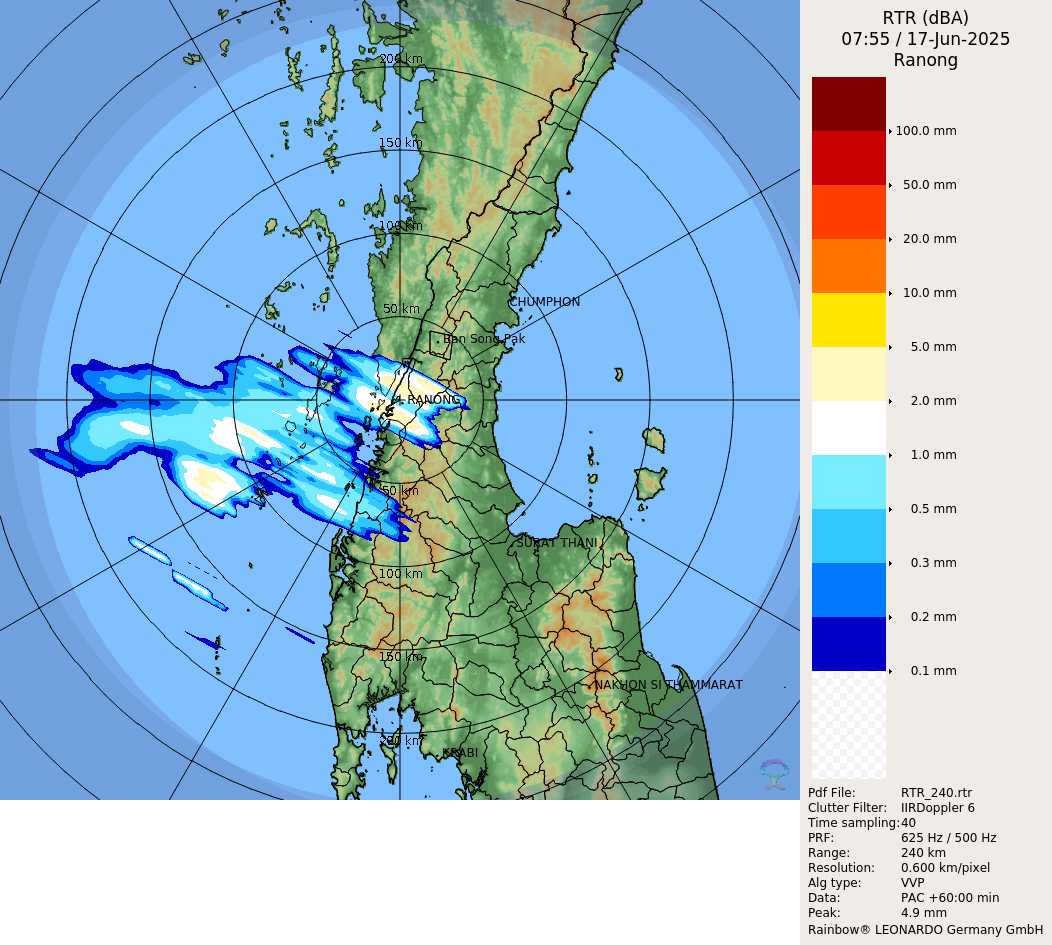 RTR (dBA)
07:55 / 17-Jun-2025
Ranong
100.0 mm
50.0 mm
20.0 mm
10.0 mm
5.0 mm
2.0 mm
1.0 mm
0.5 mm
0.3 mm
0.2 mm
0.1 mm
Pdf File: RTR_240.rtr
Clutter Filter: IIRDoppler 6
Time sampling: 40
PRF: 625 Hz / 500 Hz
Range: 240 km
Resolution: 0.600 km/pixel
Alg type: VVP
Data: PAC +60:00 min
Peak: 4.9 mm
Rainbow® LEONARDO Germany GmbH
200 km
150 km
100 km
50 km
CHUMPHON
Ban Song Pak
RANONG
50 km
SURAT THANI
100 km
150 km
NAKHON SI THAMMARAT
200 km
KRABI